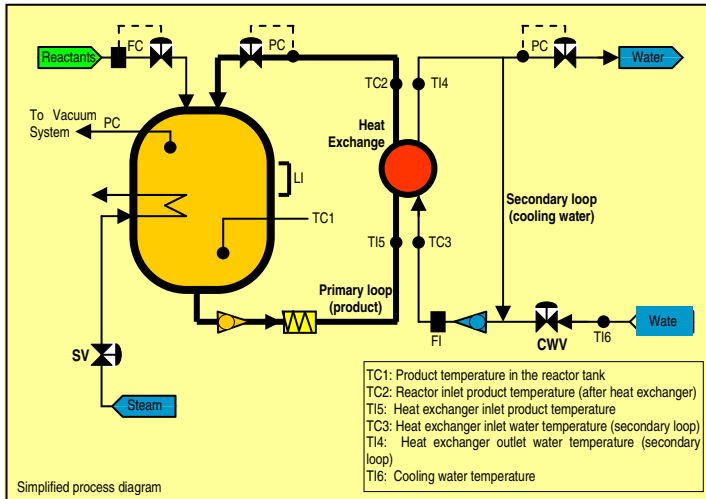 FC
PC
PC
Reactants
Water
TC2
TI4
To Vacuum
System
PC
Heat
Exchange
LI
Secondary loop
(cooling water)
TC1
TI5
TC3
Primary loop
(product)
FI
CWV
TI6
Wate
SV
Steam
TC1: Product temperature in the reactor tank
TC2: Reactor inlet product temperature (after heat exchanger)
TI5: Heat exchanger inlet product temperature
TC3: Heat exchanger inlet water temperature (secondary loop)
TI4: Heat exchanger outlet water temperature (secondary
loop)
TI6: Cooling water temperature
Simplified process diagram